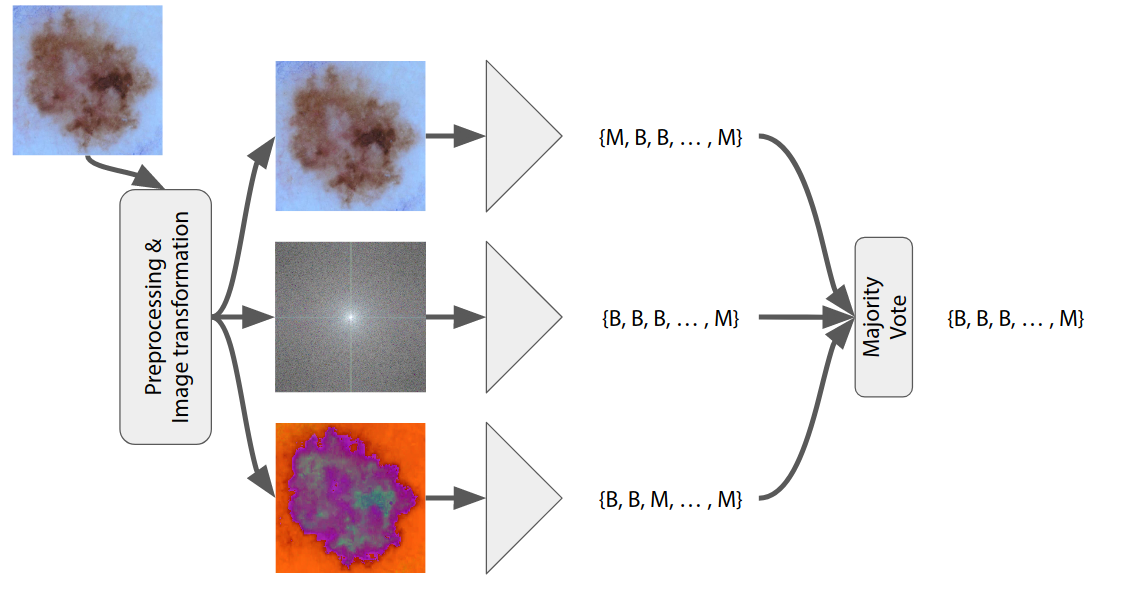 Preprocessing &
Image transformation
{M, B, B, … , M}
{B, B, B, … , M}
{B, B, M, … , M}
Majority
Vote
{B, B, B, … , M}